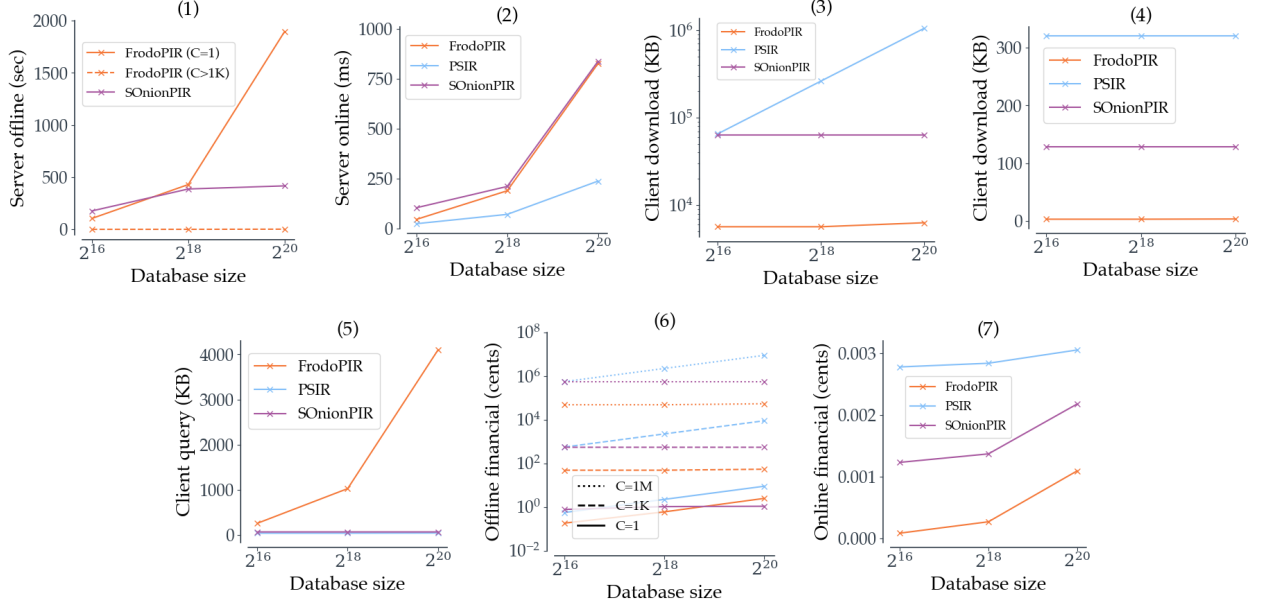 (1)
Server offline (sec)
2000
1750
1500
1250
1000
750
500
250
0
FrodoPIR (C=1)
FrodoPIR (C>1K)
SOnionPIR
2^16
2^18
2^20
Database size
(2)
Server online (ms)
1000
750
500
250
0
FrodoPIR
PSIR
SOnionPIR
2^16
2^18
2^20
Database size
(3)
Client download (KB)
10^6
10^5
10^4
FrodoPIR
PSIR
SOnionPIR
2^16
2^18
2^20
Database size
(4)
Client download (KB)
300
200
100
0
FrodoPIR
PSIR
SOnionPIR
2^16
2^18
2^20
Database size
(5)
Client query (KB)
4000
3000
2000
1000
0
FrodoPIR
PSIR
SOnionPIR
2^16
2^18
2^20
Database size
(6)
Offline financial (cents)
10^8
10^6
10^4
10^2
10^0
10^−2
C=1M
C=1K
C=1
2^16
2^18
2^20
Database size
(7)
Online financial (cents)
0.003
0.002
0.001
0.000
FrodoPIR
PSIR
SOnionPIR
2^16
2^18
2^20
Database size